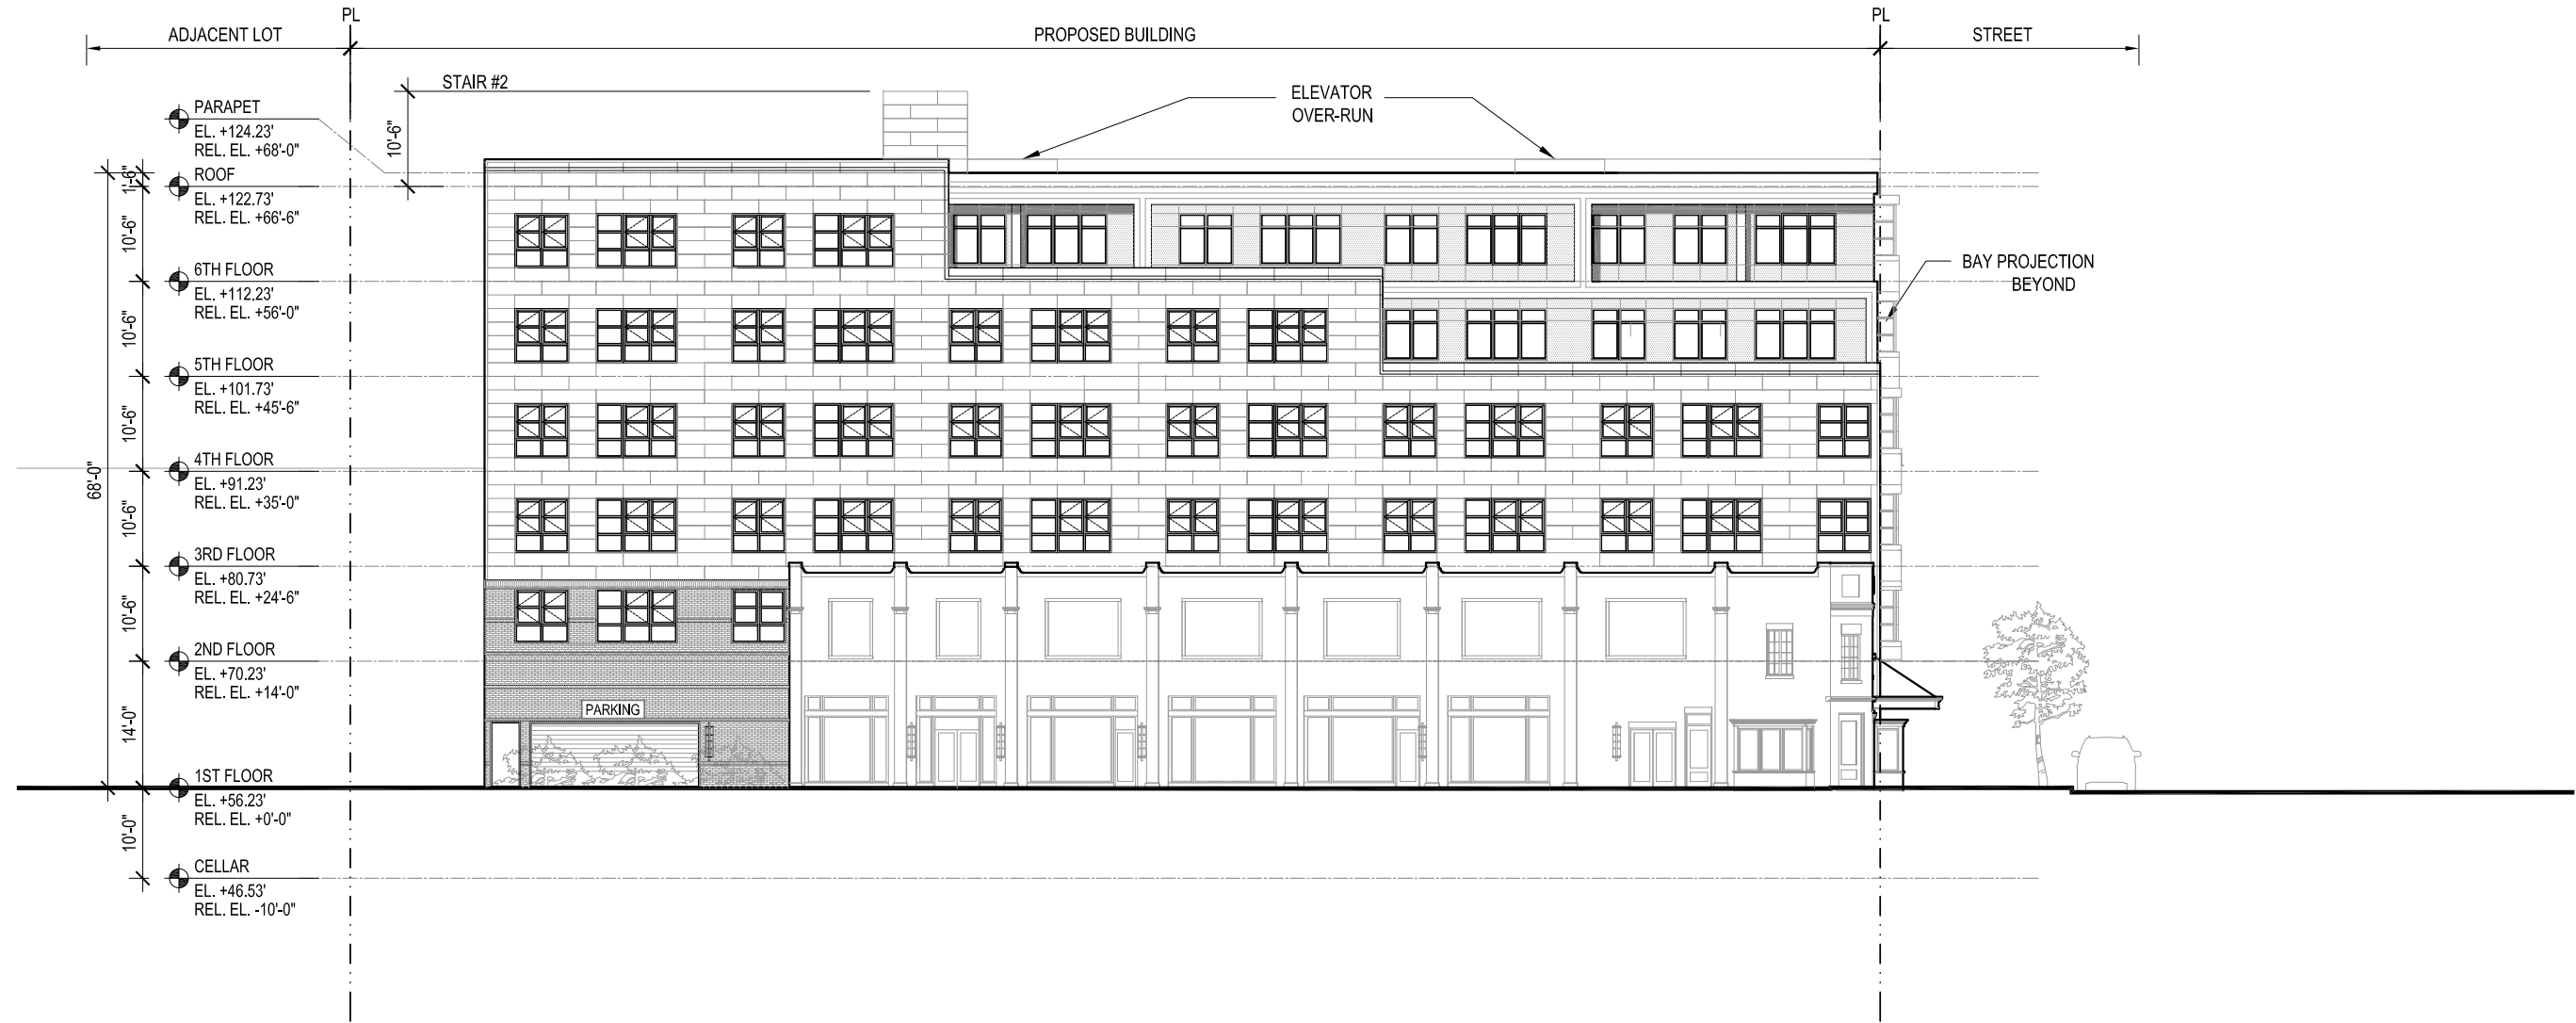 PL
PL
ADJACENT LOT
PROPOSED BUILDING
STREET
STAIR #2
ELEVATOR
OVER-RUN
PARAPET
EL. +124.23'
REL. EL. +68'-0"
10'-6"
1'-6"
ROOF
EL. +122.73'
REL. EL. +66'-6"
10'-6"
6TH FLOOR
EL. +112.23'
REL. EL. +56'-0"
BAY PROJECTION
BEYOND
10'-6"
5TH FLOOR
EL. +101.73'
REL. EL. +45'-6"
10'-6"
68'-0"
4TH FLOOR
EL. +91.23'
REL. EL. +35'-0"
10'-6"
3RD FLOOR
EL. +80.73'
REL. EL. +24'-6"
10'-6"
2ND FLOOR
EL. +70.23'
REL. EL. +14'-0"
PARKING
14'-0"
1ST FLOOR
EL. +56.23'
REL. EL. +0'-0"
10'-0"
CELLAR
EL. +46.53'
REL. EL. -10'-0"